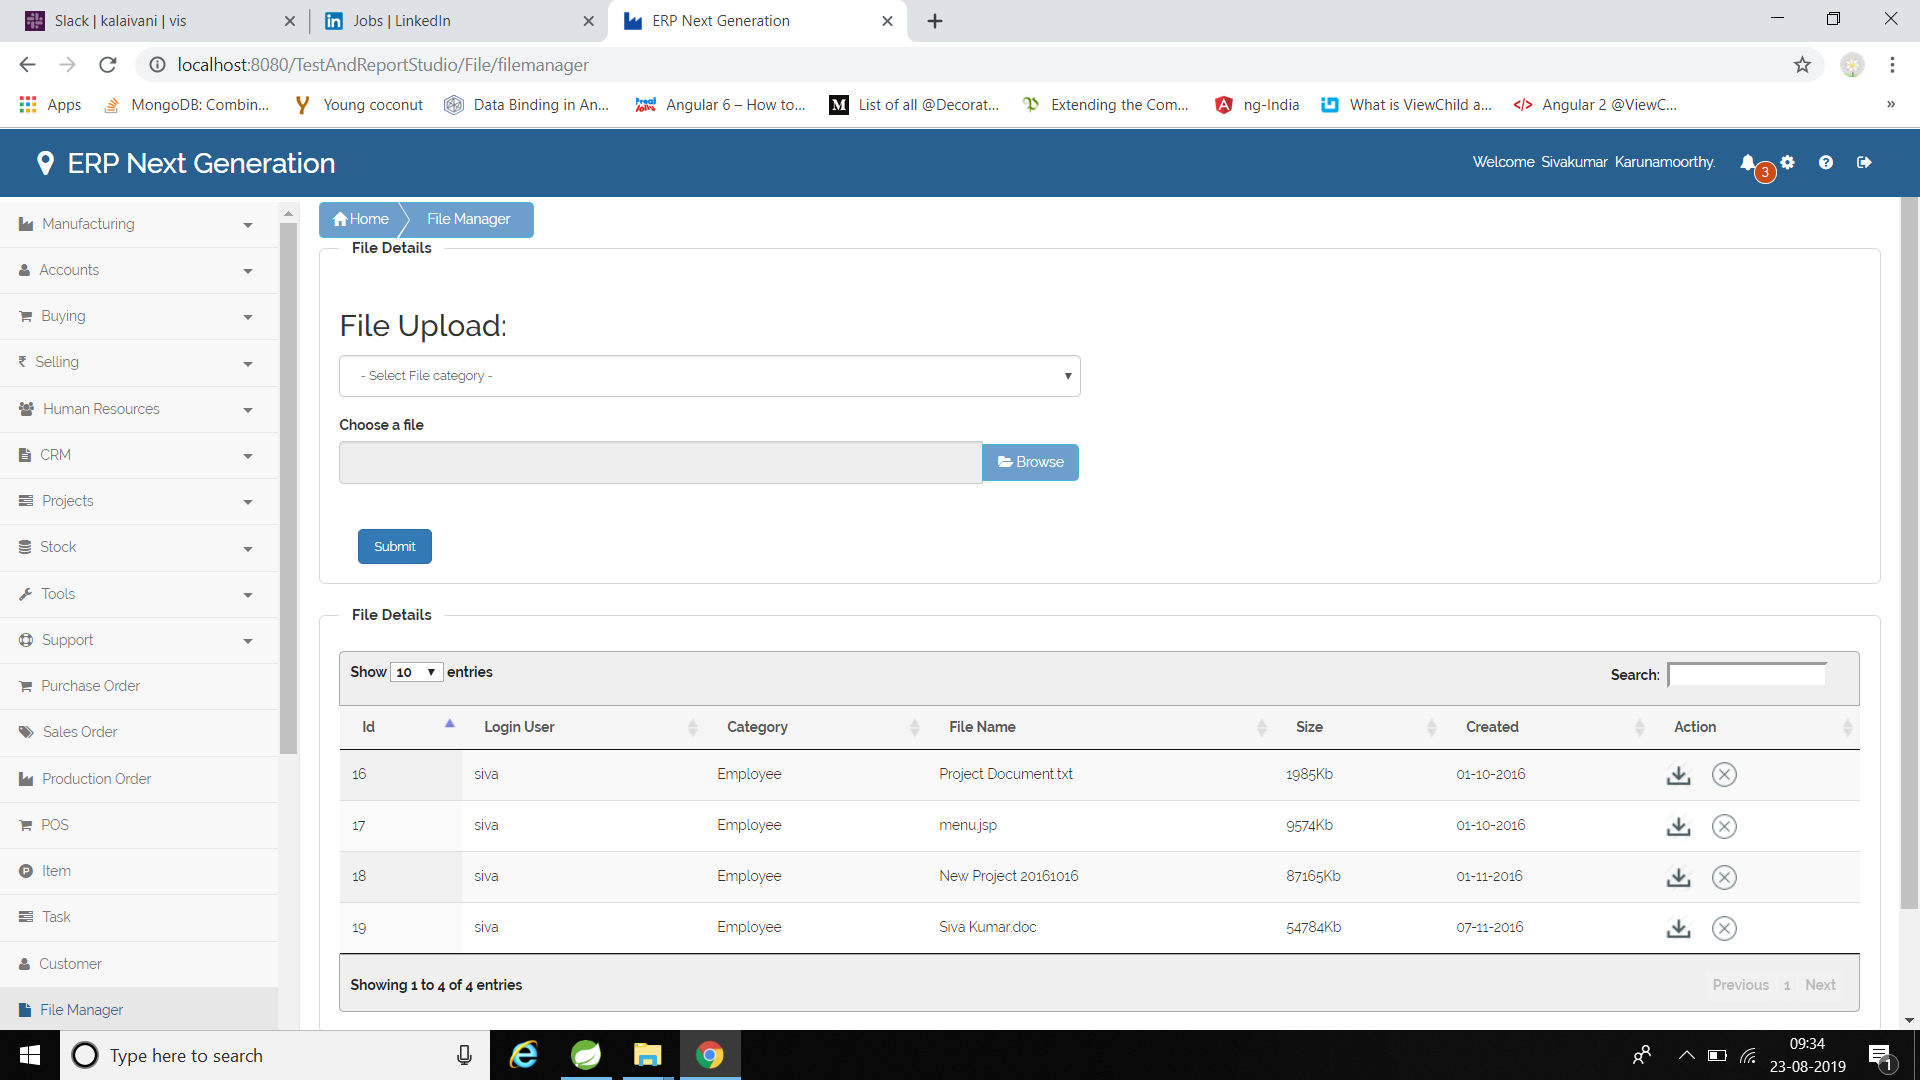 Slack | kalaivani | vis
Jobs | LinkedIn
ERP Next Generation
localhost:8080/TestAndReportStudio/File/filemanager
Apps
MongoDB: Combin...
Young coconut
Data Binding in An...
Angular 6 – How to...
List of all @Decorat...
Extending the Com...
ng-India
What is ViewChild a...
Angular 2 @ViewC...
»
ERP Next Generation
Welcome Sivakumar Karunamoorthy.
3
Manufacturing
Accounts
Buying
Selling
Human Resources
CRM
Projects
Stock
Tools
Support
Purchase Order
Sales Order
Production Order
POS
Item
Task
Customer
File Manager
Home
File Manager
File Details
File Upload:
- Select File category -
Choose a file
Browse
Submit
File Details
Show 10 entries
Search:
Id Login User Category File Name Size Created Action
16 siva Employee Project Document.txt 1985Kb 01-10-2016
17 siva Employee menu.jsp 9574Kb 01-10-2016
18 siva Employee New Project 20161016 87165Kb 01-11-2016
19 siva Employee Siva Kumar.doc 54784Kb 07-11-2016
Showing 1 to 4 of 4 entries
Previous 1 Next
Type here to search
09:34
23-08-2019
1